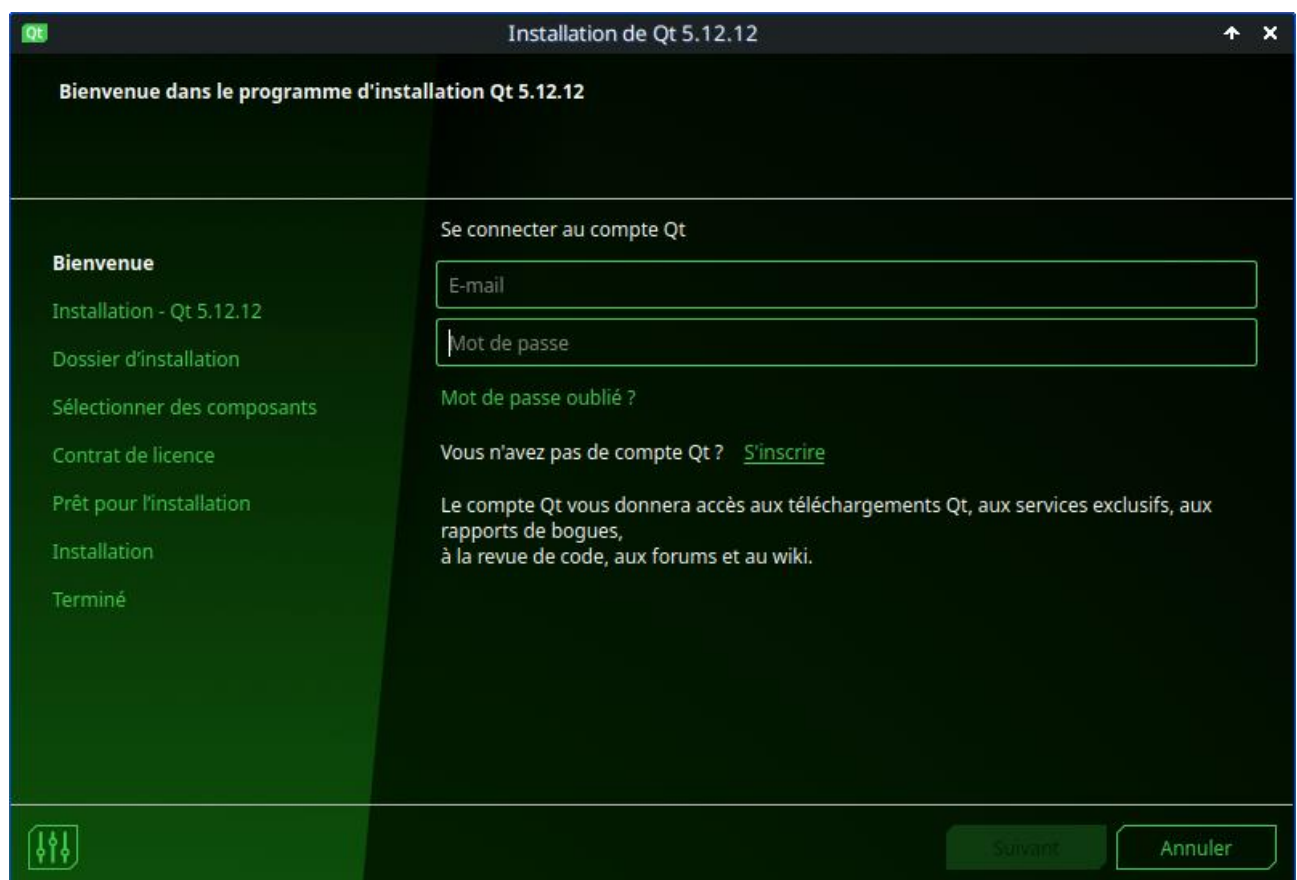 Qt
Installation de Qt 5.12.12
Bienvenue dans le programme d'installation Qt 5.12.12
Bienvenue
Installation - Qt 5.12.12
Dossier d’installation
Sélectionner des composants
Contrat de licence
Prêt pour l’installation
Installation
Terminé
Se connecter au compte Qt
E-mail
Mot de passe
Mot de passe oublié ?
Vous n'avez pas de compte Qt ? S'inscrire
Le compte Qt vous donnera accès aux téléchargements Qt, aux services exclusifs, aux
rapports de bogues,
à la revue de code, aux forums et au wiki.
Suivant
Annuler